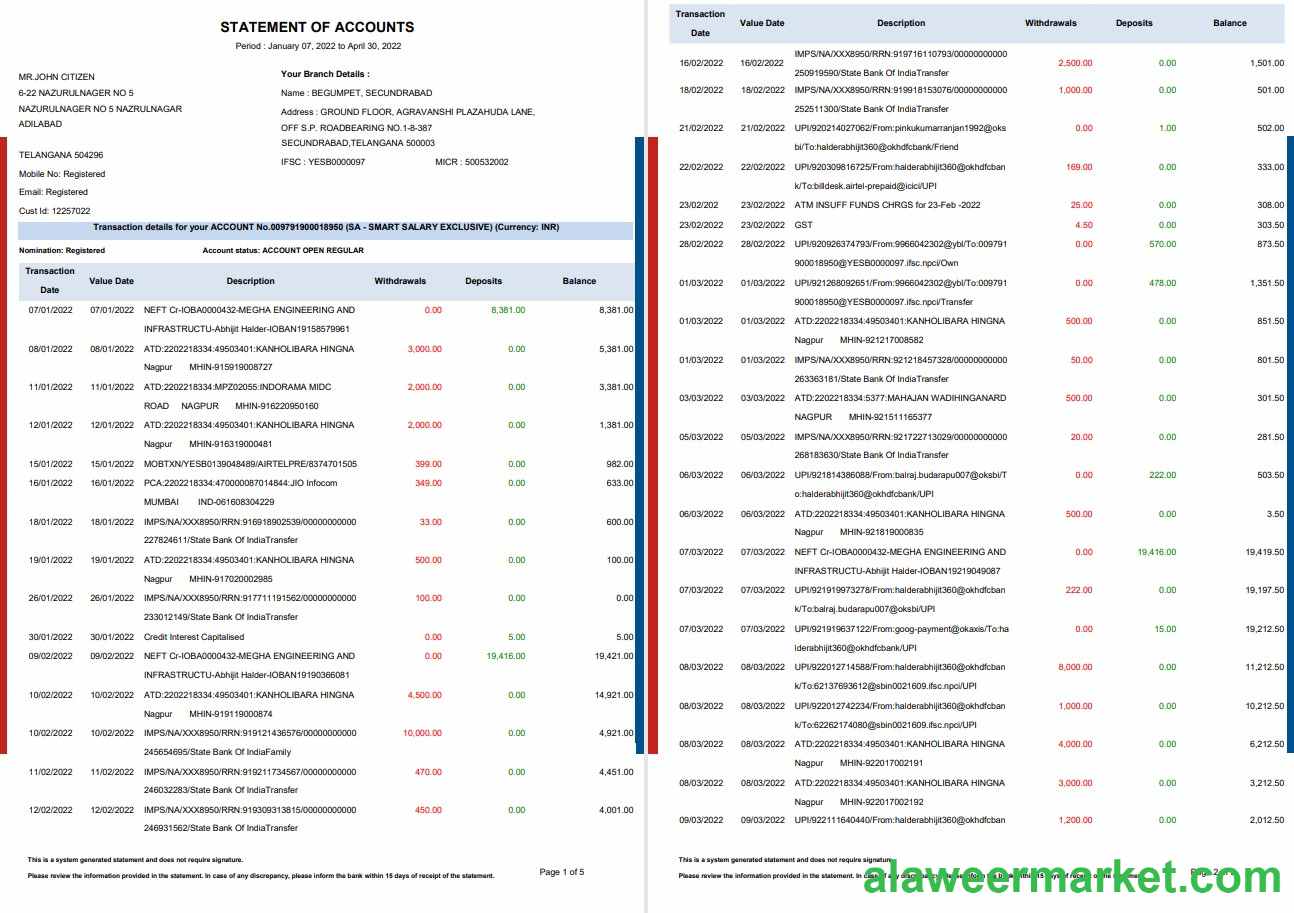 STATEMENT OF ACCOUNTS
Period : January 07, 2022 to April 30, 2022
MR.JOHN CITIZEN
6-22 NAZURULNAGER NO 5
NAZURULNAGER NO 5 NAZRULNAGAR
ADILABAD
TELANGANA 504296
Mobile No: Registered
Email: Registered
Cust Id: 12257022
Your Branch Details :
Name : BEGUMPET, SECUNDRABAD
Address : GROUND FLOOR, AGRAVANSHI PLAZAHUDA LANE,
OFF S.P. ROADBEARING NO.1-8-387
SECUNDRABAD,TELANGANA 500003
IFSC : YESB0000097 MICR : 500532002
Transaction details for your ACCOUNT No.009791900018950 (SA - SMART SALARY EXCLUSIVE) (Currency: INR)
Nomination: Registered Account status: ACCOUNT OPEN REGULAR
Transaction Date Value Date Description Withdrawals Deposits Balance
07/01/2022 07/01/2022 NEFT Cr-IOBA0000432-MEGHA ENGINEERING AND 0.00 8,381.00 8,381.00
INFRASTRUCTU-Abhijit Halder-IOBAN19158579961
08/01/2022 08/01/2022 ATD:2202218334:49503401:KANHOLIBARA HINGNA 3,000.00 0.00 5,381.00
Nagpur MHIN-915919008727
11/01/2022 11/01/2022 ATD:2202218334:MPZ02055:INDORAMA MIDC 2,000.00 0.00 3,381.00
ROAD NAGPUR MHIN-916220950160
12/01/2022 12/01/2022 ATD:2202218334:49503401:KANHOLIBARA HINGNA 2,000.00 0.00 1,381.00
Nagpur MHIN-916319000481
15/01/2022 15/01/2022 MOBTXN/YESB0139048489/AIRTELPRE/8374701505 399.00 0.00 982.00
16/01/2022 16/01/2022 PCA:2202218334:470000087014844:JIO Infocom 349.00 0.00 633.00
MUMBAI IND-061608304229
18/01/2022 18/01/2022 IMPS/NA/XXX8950/RRN:916918902539/00000000000 33.00 0.00 600.00
227824611/State Bank Of IndiaTransfer
19/01/2022 19/01/2022 ATD:2202218334:49503401:KANHOLIBARA HINGNA 500.00 0.00 100.00
Nagpur MHIN-917020002985
26/01/2022 26/01/2022 IMPS/NA/XXX8950/RRN:917711191562/00000000000 100.00 0.00 0.00
233012149/State Bank Of IndiaTransfer
30/01/2022 30/01/2022 Credit Interest Capitalised 0.00 5.00 5.00
09/02/2022 09/02/2022 NEFT Cr-IOBA0000432-MEGHA ENGINEERING AND 0.00 19,416.00 19,421.00
INFRASTRUCTU-Abhijit Halder-IOBAN19190366081
10/02/2022 10/02/2022 ATD:2202218334:49503401:KANHOLIBARA HINGNA 4,500.00 0.00 14,921.00
Nagpur MHIN-919119000874
10/02/2022 10/02/2022 IMPS/NA/XXX8950/RRN:919121436576/00000000000 10,000.00 0.00 4,921.00
245654695/State Bank Of IndiaFamily
11/02/2022 11/02/2022 IMPS/NA/XXX8950/RRN:919211734567/00000000000 470.00 0.00 4,451.00
246032283/State Bank Of IndiaTransfer
12/02/2022 12/02/2022 IMPS/NA/XXX8950/RRN:919309313815/00000000000 450.00 0.00 4,001.00
246931562/State Bank Of IndiaTransfer
This is a system generated statement and does not require signature.
Please review the information provided in the statement. In case of any discrepancy, please inform the bank within 15 days of receipt of the statement.
Page 1 of 5
Transaction Date Value Date Description Withdrawals Deposits Balance
16/02/2022 16/02/2022 IMPS/NA/XXX8950/RRN:919716110793/00000000000 2,500.00 0.00 1,501.00
250919590/State Bank Of IndiaTransfer
18/02/2022 18/02/2022 IMPS/NA/XXX8950/RRN:919918153076/00000000000 1,000.00 0.00 501.00
252511300/State Bank Of IndiaTransfer
21/02/2022 21/02/2022 UPI/920214027062/From:pinkukumarranjan1992@oks 0.00 1.00 502.00
bi/To:halderabhijit360@okhdfcbank/Friend
22/02/2022 22/02/2022 UPI/920309816725/From:halderabhijit360@okhdfcban 169.00 0.00 333.00
k/To:billdesk.airtel-prepaid@icici/UPI
23/02/202 23/02/2022 ATM INSUFF FUNDS CHRGS for 23-Feb -2022 25.00 0.00 308.00
23/02/2022 23/02/2022 GST 4.50 0.00 303.50
28/02/2022 28/02/2022 UPI/920926374793/From:9966042302@ybl/To:009791 0.00 570.00 873.50
900018950@YESB0000097.ifsc.npci/Own
01/03/2022 01/03/2022 UPI/921268092651/From:9966042302@ybl/To:009791 0.00 478.00 1,351.50
900018950@YESB0000097.ifsc.npci/Transfer
01/03/2022 01/03/2022 ATD:2202218334:49503401:KANHOLIBARA HINGNA 500.00 0.00 851.50
Nagpur MHIN-921217008582
01/03/2022 01/03/2022 IMPS/NA/XXX8950/RRN:921218457328/00000000000 50.00 0.00 801.50
263363181/State Bank Of IndiaTransfer
03/03/2022 03/03/2022 ATD:2202218334:5377:MAHAJAN WADIHINGANARD 500.00 0.00 301.50
NAGPUR MHIN-921511165377
05/03/2022 05/03/2022 IMPS/NA/XXX8950/RRN:921722713029/00000000000 20.00 0.00 281.50
268183630/State Bank Of IndiaTransfer
06/03/2022 06/03/2022 UPI/921814386088/From:balraj.budarapu007@oksbi/T 0.00 222.00 503.50
o:halderabhijit360@okhdfcbank/UPI
06/03/2022 06/03/2022 ATD:2202218334:49503401:KANHOLIBARA HINGNA 500.00 0.00 3.50
Nagpur MHIN-921819000835
07/03/2022 07/03/2022 NEFT Cr-IOBA0000432-MEGHA ENGINEERING AND 0.00 19,416.00 19,419.50
INFRASTRUCTU-Abhijit Halder-IOBAN19219049087
07/03/2022 07/03/2022 UPI/921919973278/From:halderabhijit360@okhdfcban 222.00 0.00 19,197.50
k/To:balraj.budarapu007@oksbi/UPI
07/03/2022 07/03/2022 UPI/921919637122/From:goog-payment@okaxis/To:ha 0.00 15.00 19,212.50
lderabhijit360@okhdfcbank/UPI
08/03/2022 08/03/2022 UPI/922012714588/From:halderabhijit360@okhdfcban 8,000.00 0.00 11,212.50
k/To:62137693612@sbin0021609.ifsc.npci/UPI
08/03/2022 08/03/2022 UPI/922012742234/From:halderabhijit360@okhdfcban 1,000.00 0.00 10,212.50
k/To:62262174080@sbin0021609.ifsc.npci/UPI
08/03/2022 08/03/2022 ATD:2202218334:49503401:KANHOLIBARA HINGNA 4,000.00 0.00 6,212.50
Nagpur MHIN-922017002191
08/03/2022 08/03/2022 ATD:2202218334:49503401:KANHOLIBARA HINGNA 3,000.00 0.00 3,212.50
Nagpur MHIN-922017002192
09/03/2022 09/03/2022 UPI/922111640440/From:halderabhijit360@okhdfcban 1,200.00 0.00 2,012.50
This is a system generated statement and does not require signature.
Please review the information provided in the statement. In case of any discrepancy, please inform the bank within 15 days of receipt of the
Page 2
alaweermarket.com